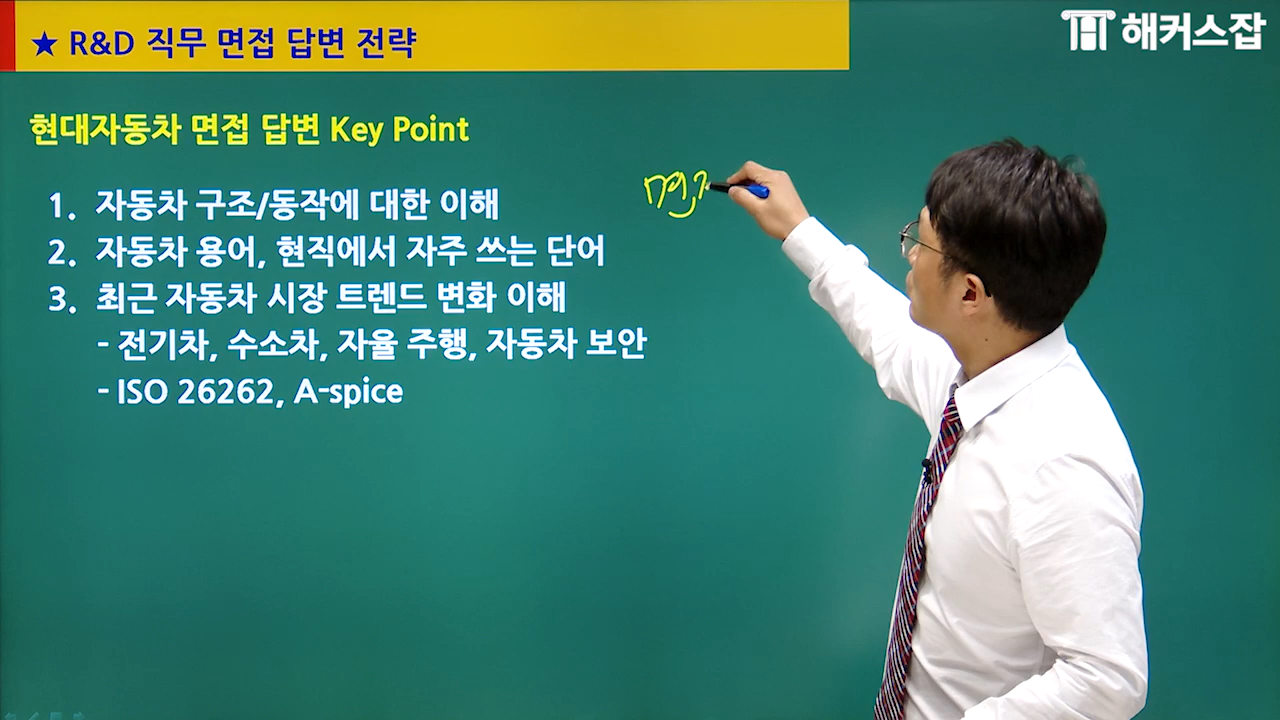 ★ R&D 직무 면접 답변 전략
해커스잡
현대자동차 면접 답변 Key Point
1. 자동차 구조/동작에 대한 이해
2. 자동차 용어, 현직에서 자주 쓰는 단어
3. 최근 자동차 시장 트렌드 변화 이해
- 전기차, 수소차, 자율 주행, 자동차 보안
- ISO 26262, A-spice